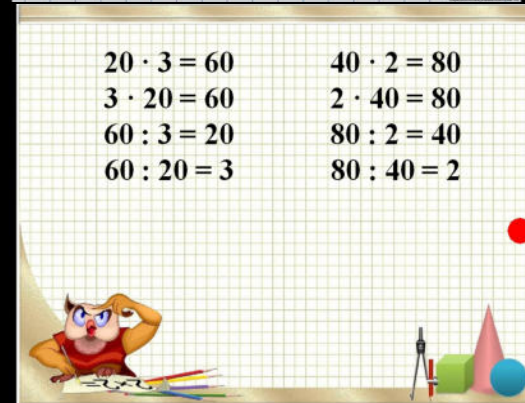 20 · 3 = 60
3 · 20 = 60
60 : 3 = 20
60 : 20 = 3
40 · 2 = 80
2 · 40 = 80
80 : 2 = 40
80 : 40 = 2